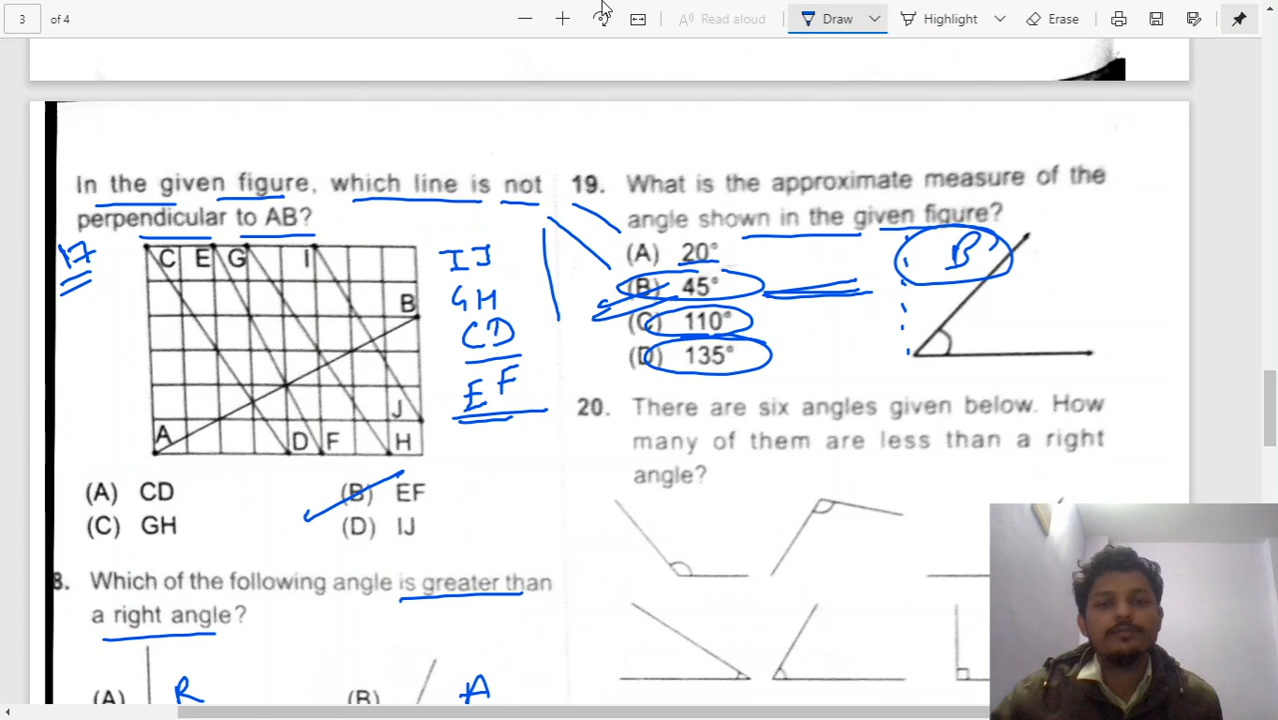 3 of 4
Read aloud
Draw
Highlight
Erase
In the given figure, which line is not
perpendicular to AB?
17
C E G I
B
J
A D F H
IJ
GH
CD
EF
(A) CD (B) EF
(C) GH (D) IJ
8. Which of the following angle is greater than
a right angle?
(A) R (B) A
19. What is the approximate measure of the
angle shown in the given figure?
(A) 20°
(B) 45°
(C) 110°
(D) 135°
B
20. There are six angles given below. How
many of them are less than a right
angle?